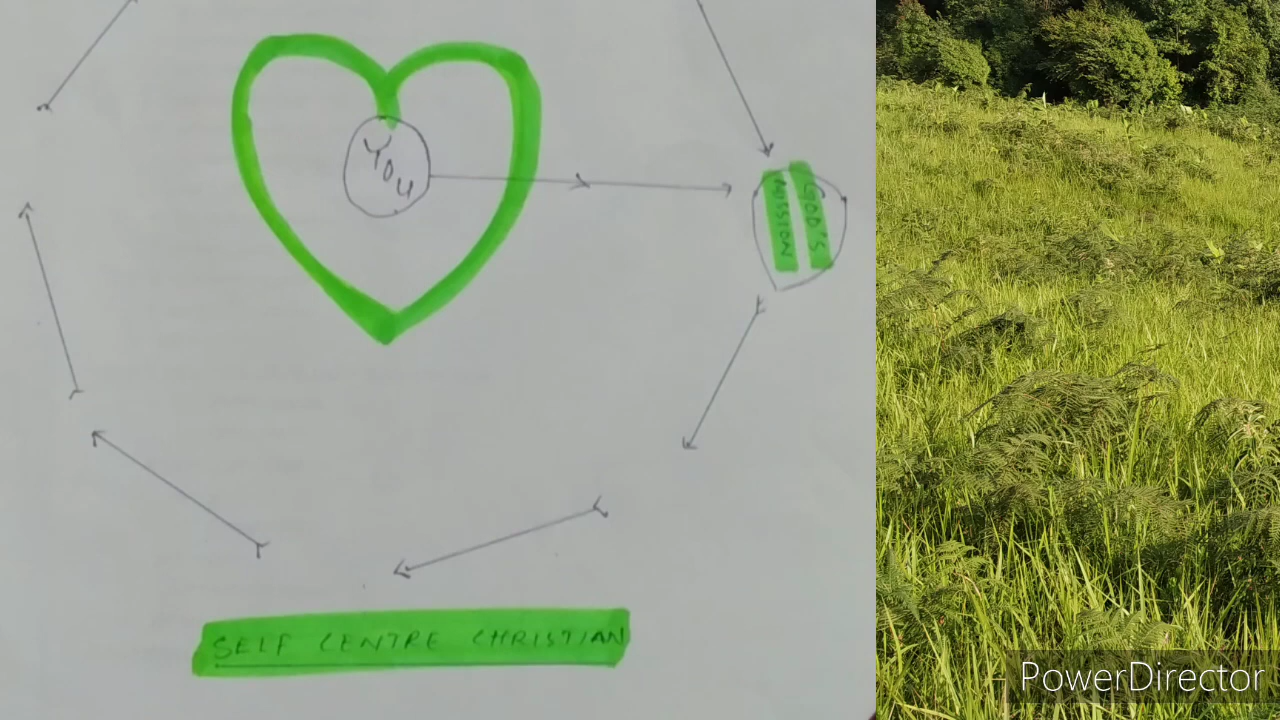 YOU
GOD'S
MISSION
SELF CENTRE CHRISTIAN
PowerDirector